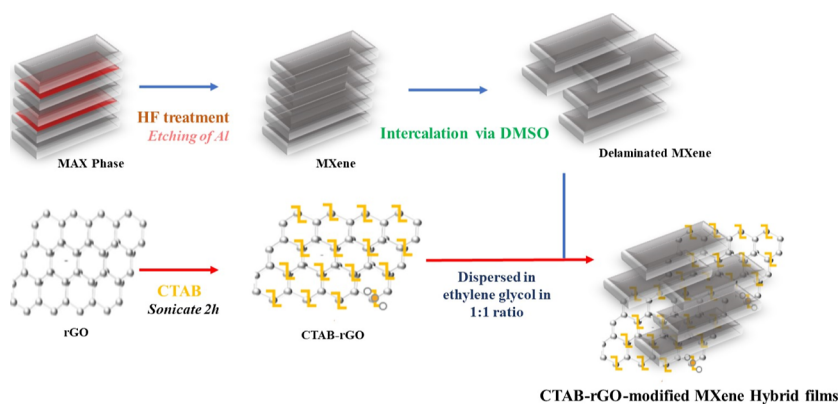 HF treatment
Etching of Al
MAX Phase
MXene
Intercalation via DMSO
Delaminated MXene
CTAB
Sonicate 2h
rGO
CTAB-rGO
Dispersed in
ethylene glycol in
1:1 ratio
CTAB-rGO-modified MXene Hybrid films